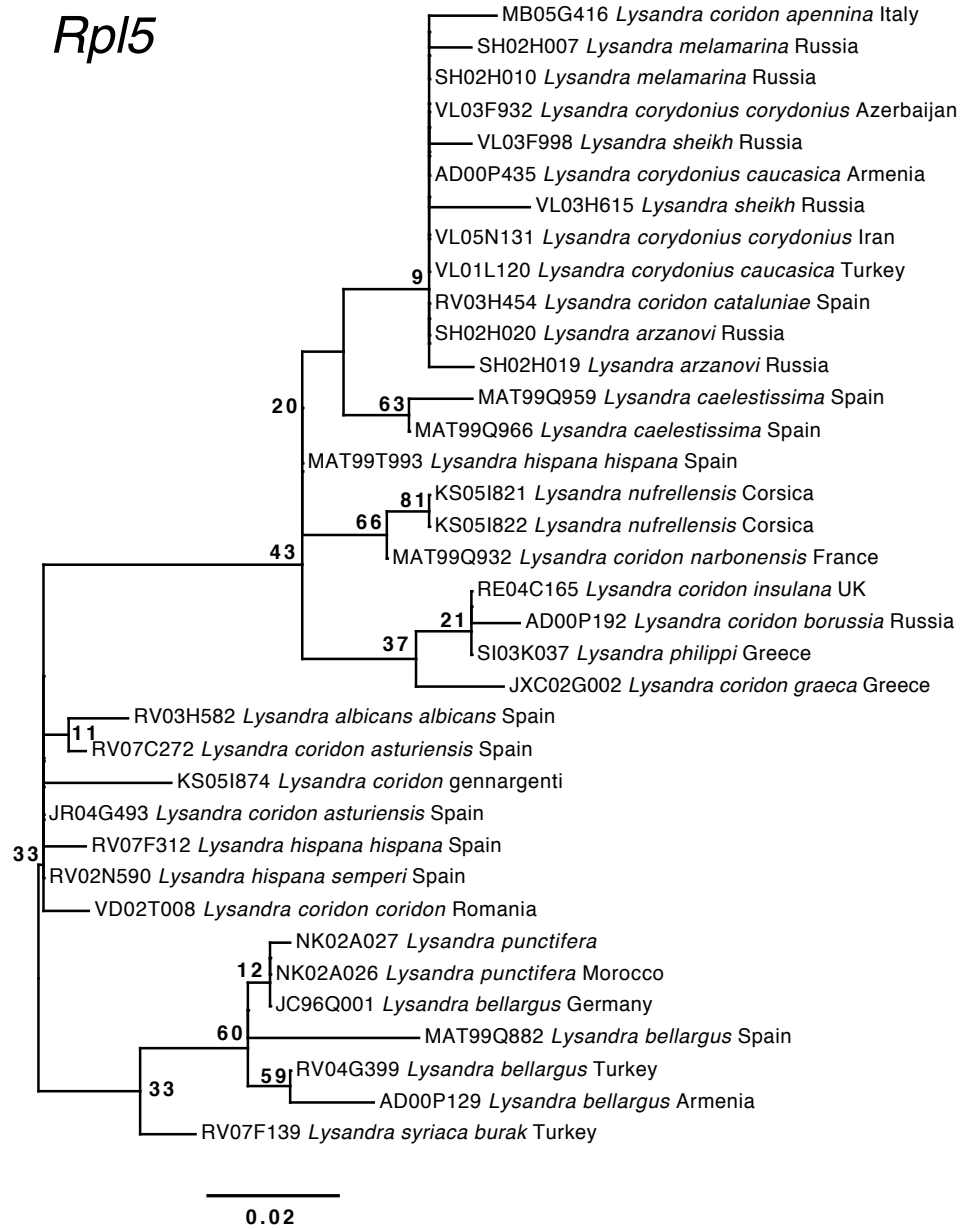 Rpl5
MB05G416 Lysandra coridon apennina Italy
SH02H007 Lysandra melamarina Russia
SH02H010 Lysandra melamarina Russia
VL03F932 Lysandra corydonius corydonius Azerbaijan
VL03F998 Lysandra sheikh Russia
AD00P435 Lysandra corydonius caucasica Armenia
VL03H615 Lysandra sheikh Russia
VL05N131 Lysandra corydonius corydonius Iran
VL01L120 Lysandra corydonius caucasica Turkey
9
RV03H454 Lysandra coridon cataluniae Spain
SH02H020 Lysandra arzanovi Russia
SH02H019 Lysandra arzanovi Russia
MAT99Q959 Lysandra caelestissima Spain
63
20
MAT99Q966 Lysandra caelestissima Spain
MAT99T993 Lysandra hispana hispana Spain
KS05I821 Lysandra nufrellensis Corsica
81
66
KS05I822 Lysandra nufrellensis Corsica
43
MAT99Q932 Lysandra coridon narbonensis France
RE04C165 Lysandra coridon insulana UK
21
AD00P192 Lysandra coridon borussia Russia
37
SI03K037 Lysandra philippi Greece
JXC02G002 Lysandra coridon graeca Greece
RV03H582 Lysandra albicans albicans Spain
11
RV07C272 Lysandra coridon asturiensis Spain
KS05I874 Lysandra coridon gennargenti
JR04G493 Lysandra coridon asturiensis Spain
RV07F312 Lysandra hispana hispana Spain
33
RV02N590 Lysandra hispana semperi Spain
VD02T008 Lysandra coridon coridon Romania
NK02A027 Lysandra punctifera
12
NK02A026 Lysandra punctifera Morocco
JC96Q001 Lysandra bellargus Germany
60
MAT99Q882 Lysandra bellargus Spain
59
RV04G399 Lysandra bellargus Turkey
33
AD00P129 Lysandra bellargus Armenia
RV07F139 Lysandra syriaca burak Turkey
0.02